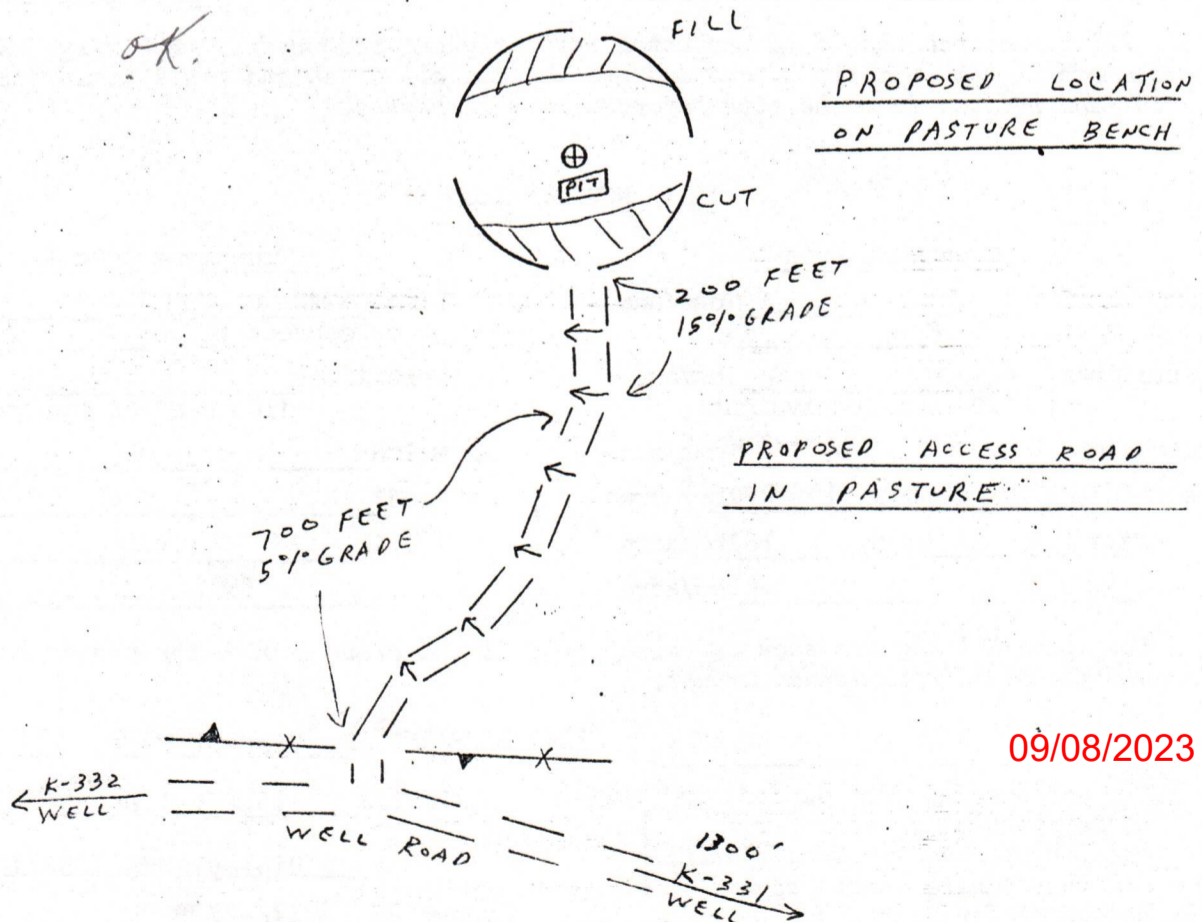 OK.
FILL
PROPOSED LOCATION
ON PASTURE BENCH
PIT
CUT
200 FEET
15% GRADE
PROPOSED ACCESS ROAD
IN PASTURE
700 FEET
5% GRADE
09/08/2023
K-332
WELL
WELL ROAD
1300'
K-331
WELL